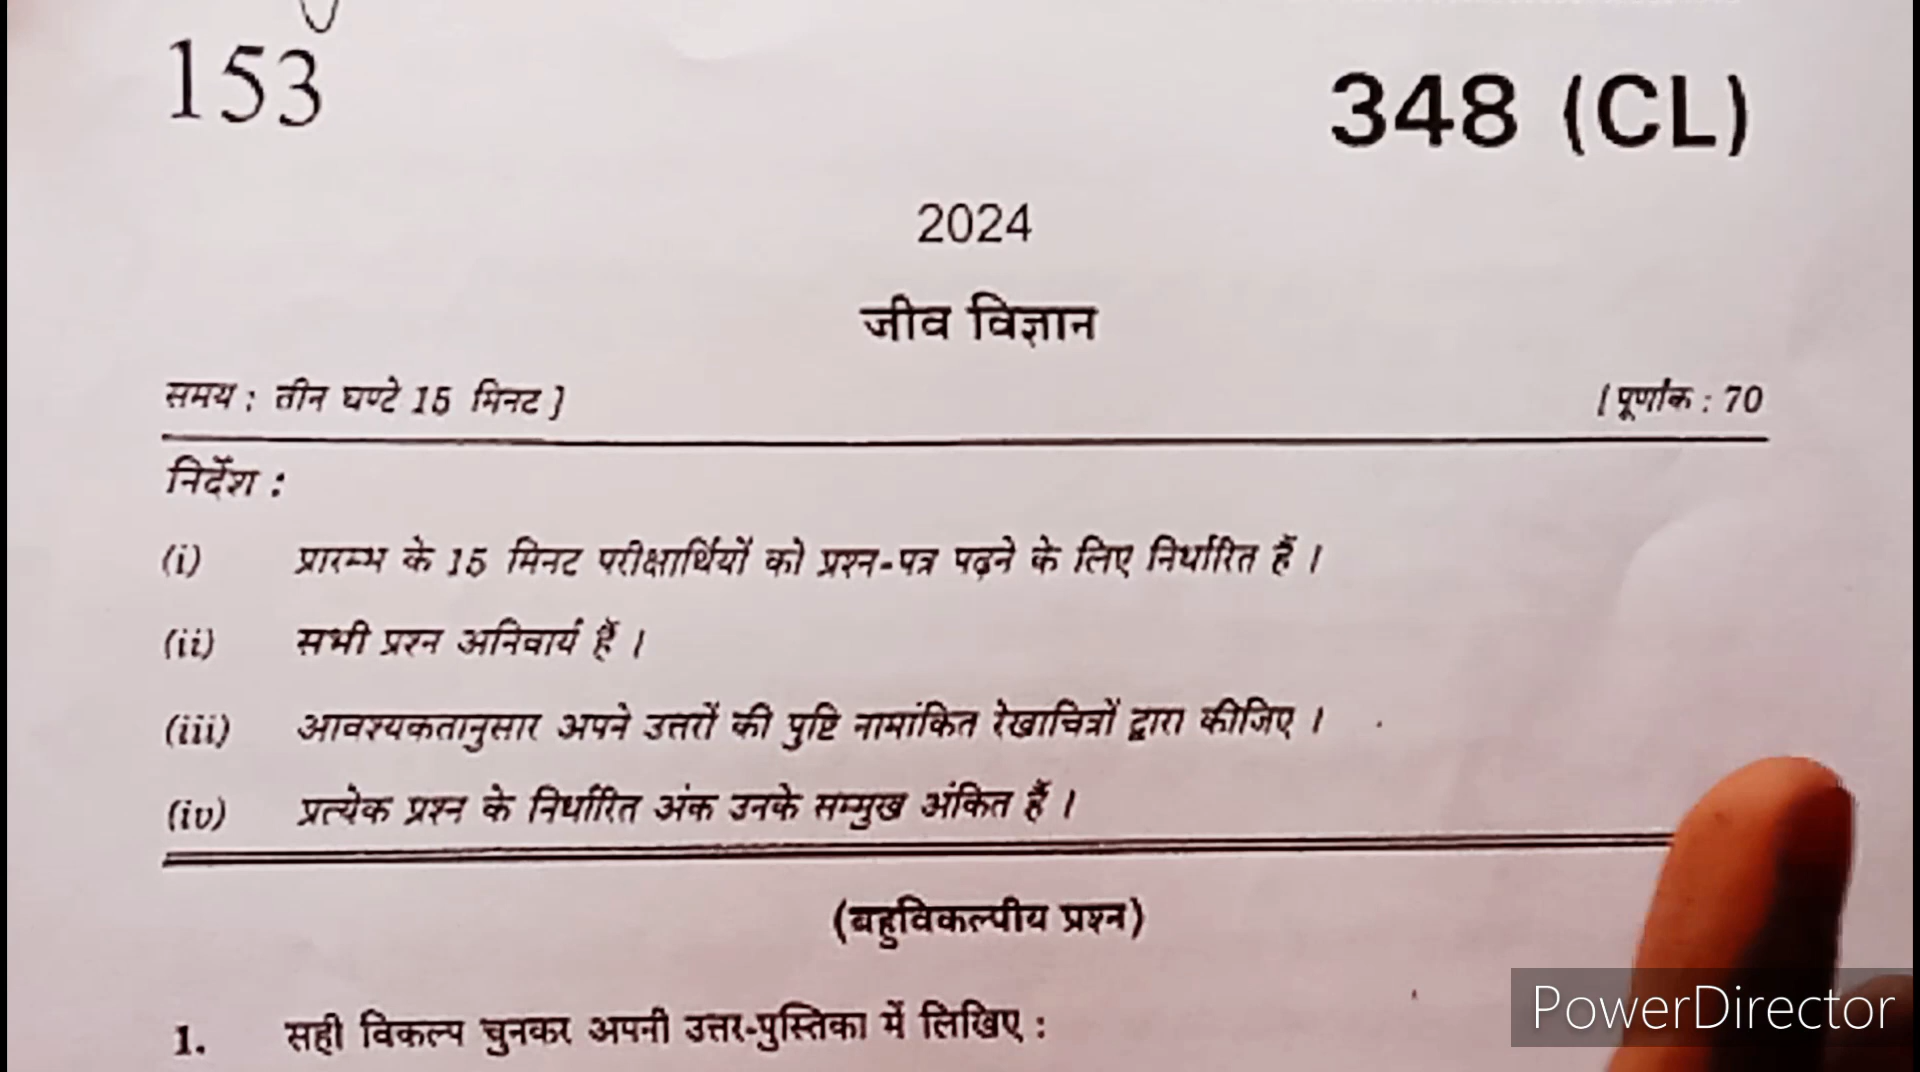 153
348 (CL)
2024
जीव विज्ञान
समय : तीन घण्टे 15 मिनट ]
[ पूर्णांक : 70
निर्देश :
(i) प्रारम्भ के 15 मिनट परीक्षार्थियों को प्रश्न-पत्र पढ़ने के लिए निर्धारित हैं ।
(ii) सभी प्रश्न अनिवार्य हैं ।
(iii) आवश्यकतानुसार अपने उत्तरों की पुष्टि नामांकित रेखाचित्रों द्वारा कीजिए ।
(iv) प्रत्येक प्रश्न के निर्धारित अंक उनके सम्मुख अंकित हैं ।
(बहुविकल्पीय प्रश्न)
1. सही विकल्प चुनकर अपनी उत्तर-पुस्तिका में लिखिए :
PowerDirector